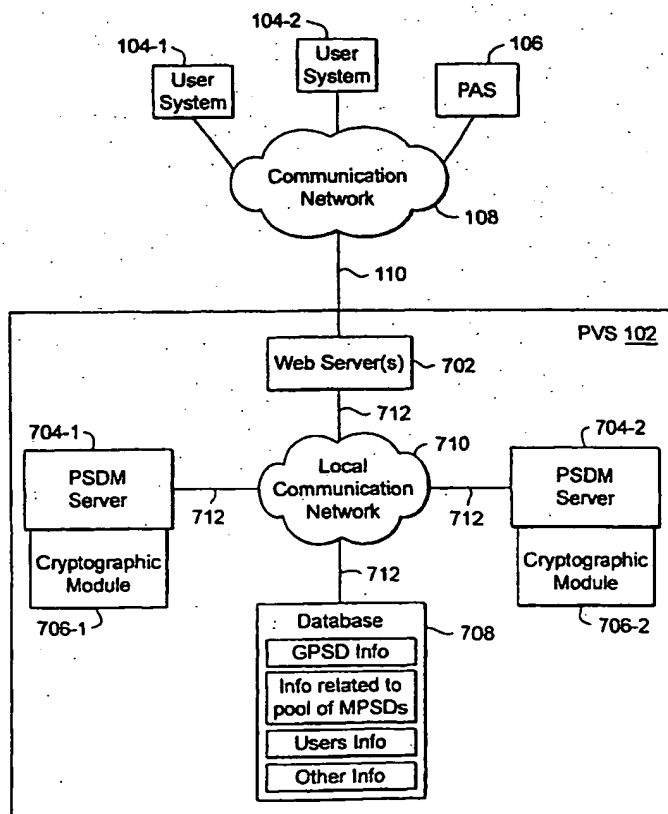 104-1
104-2
106
User
System
User
System
PAS
Communication
Network
108
110
PVS 102
Web Server(s)
702
712
704-1
710
704-2
PSDM
Server
Local
Communication
Network
PSDM
Server
712
712
Cryptographic
Module
Cryptographic
Module
712
706-1
706-2
Database
708
GPSD Info
Info related to
pool of MPSDs
Users Info
Other Info